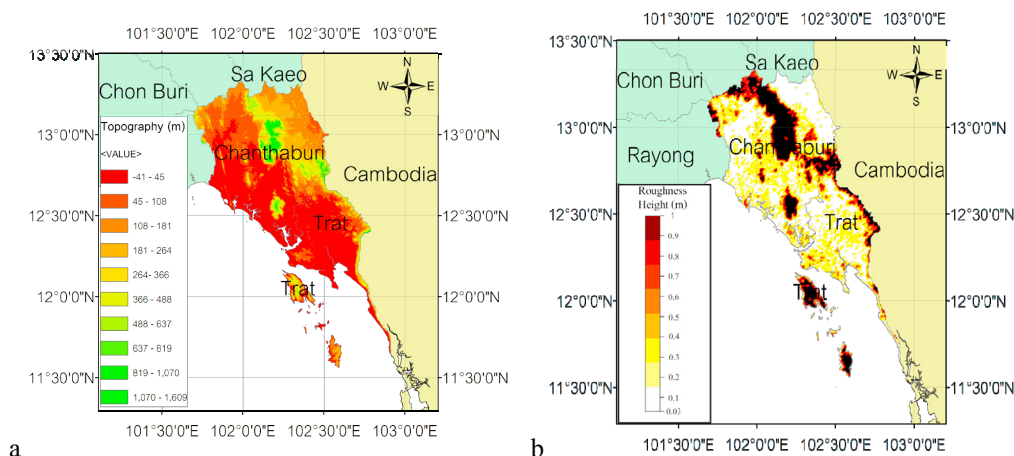 101°30'0"E 102°0'0"E 102°30'0"E 103°0'0"E
13°30'0"N
13°0'0"N
12°30'0"N
12°0'0"N
11°30'0"N
Sa Kaeo
Chon Buri
N
W E
S
Topography (m)
<VALUE>
-41 - 45
45 - 108
108 - 181
181 - 264
264 - 366
366 - 488
488 - 637
637 - 819
819 - 1,070
1,070 - 1,609
Chanthaburi
Cambodia
Trat
Trat
101°30'0"E 102°0'0"E 102°30'0"E 103°0'0"E
a
101°30'0"E 102°0'0"E 102°30'0"E 103°0'0"E
13°30'0"N
13°0'0"N
12°30'0"N
12°0'0"N
11°30'0"N
Sa Kaeo
Chon Buri
N
W E
S
Chanthaburi
Rayong
Cambodia
Roughness
Height (m)
1
0.9
0.8
0.7
0.6
0.5
0.4
0.3
0.2
0.1
0.03
Trat
Trat
101°30'0"E 102°0'0"E 102°30'0"E 103°0'0"E
b